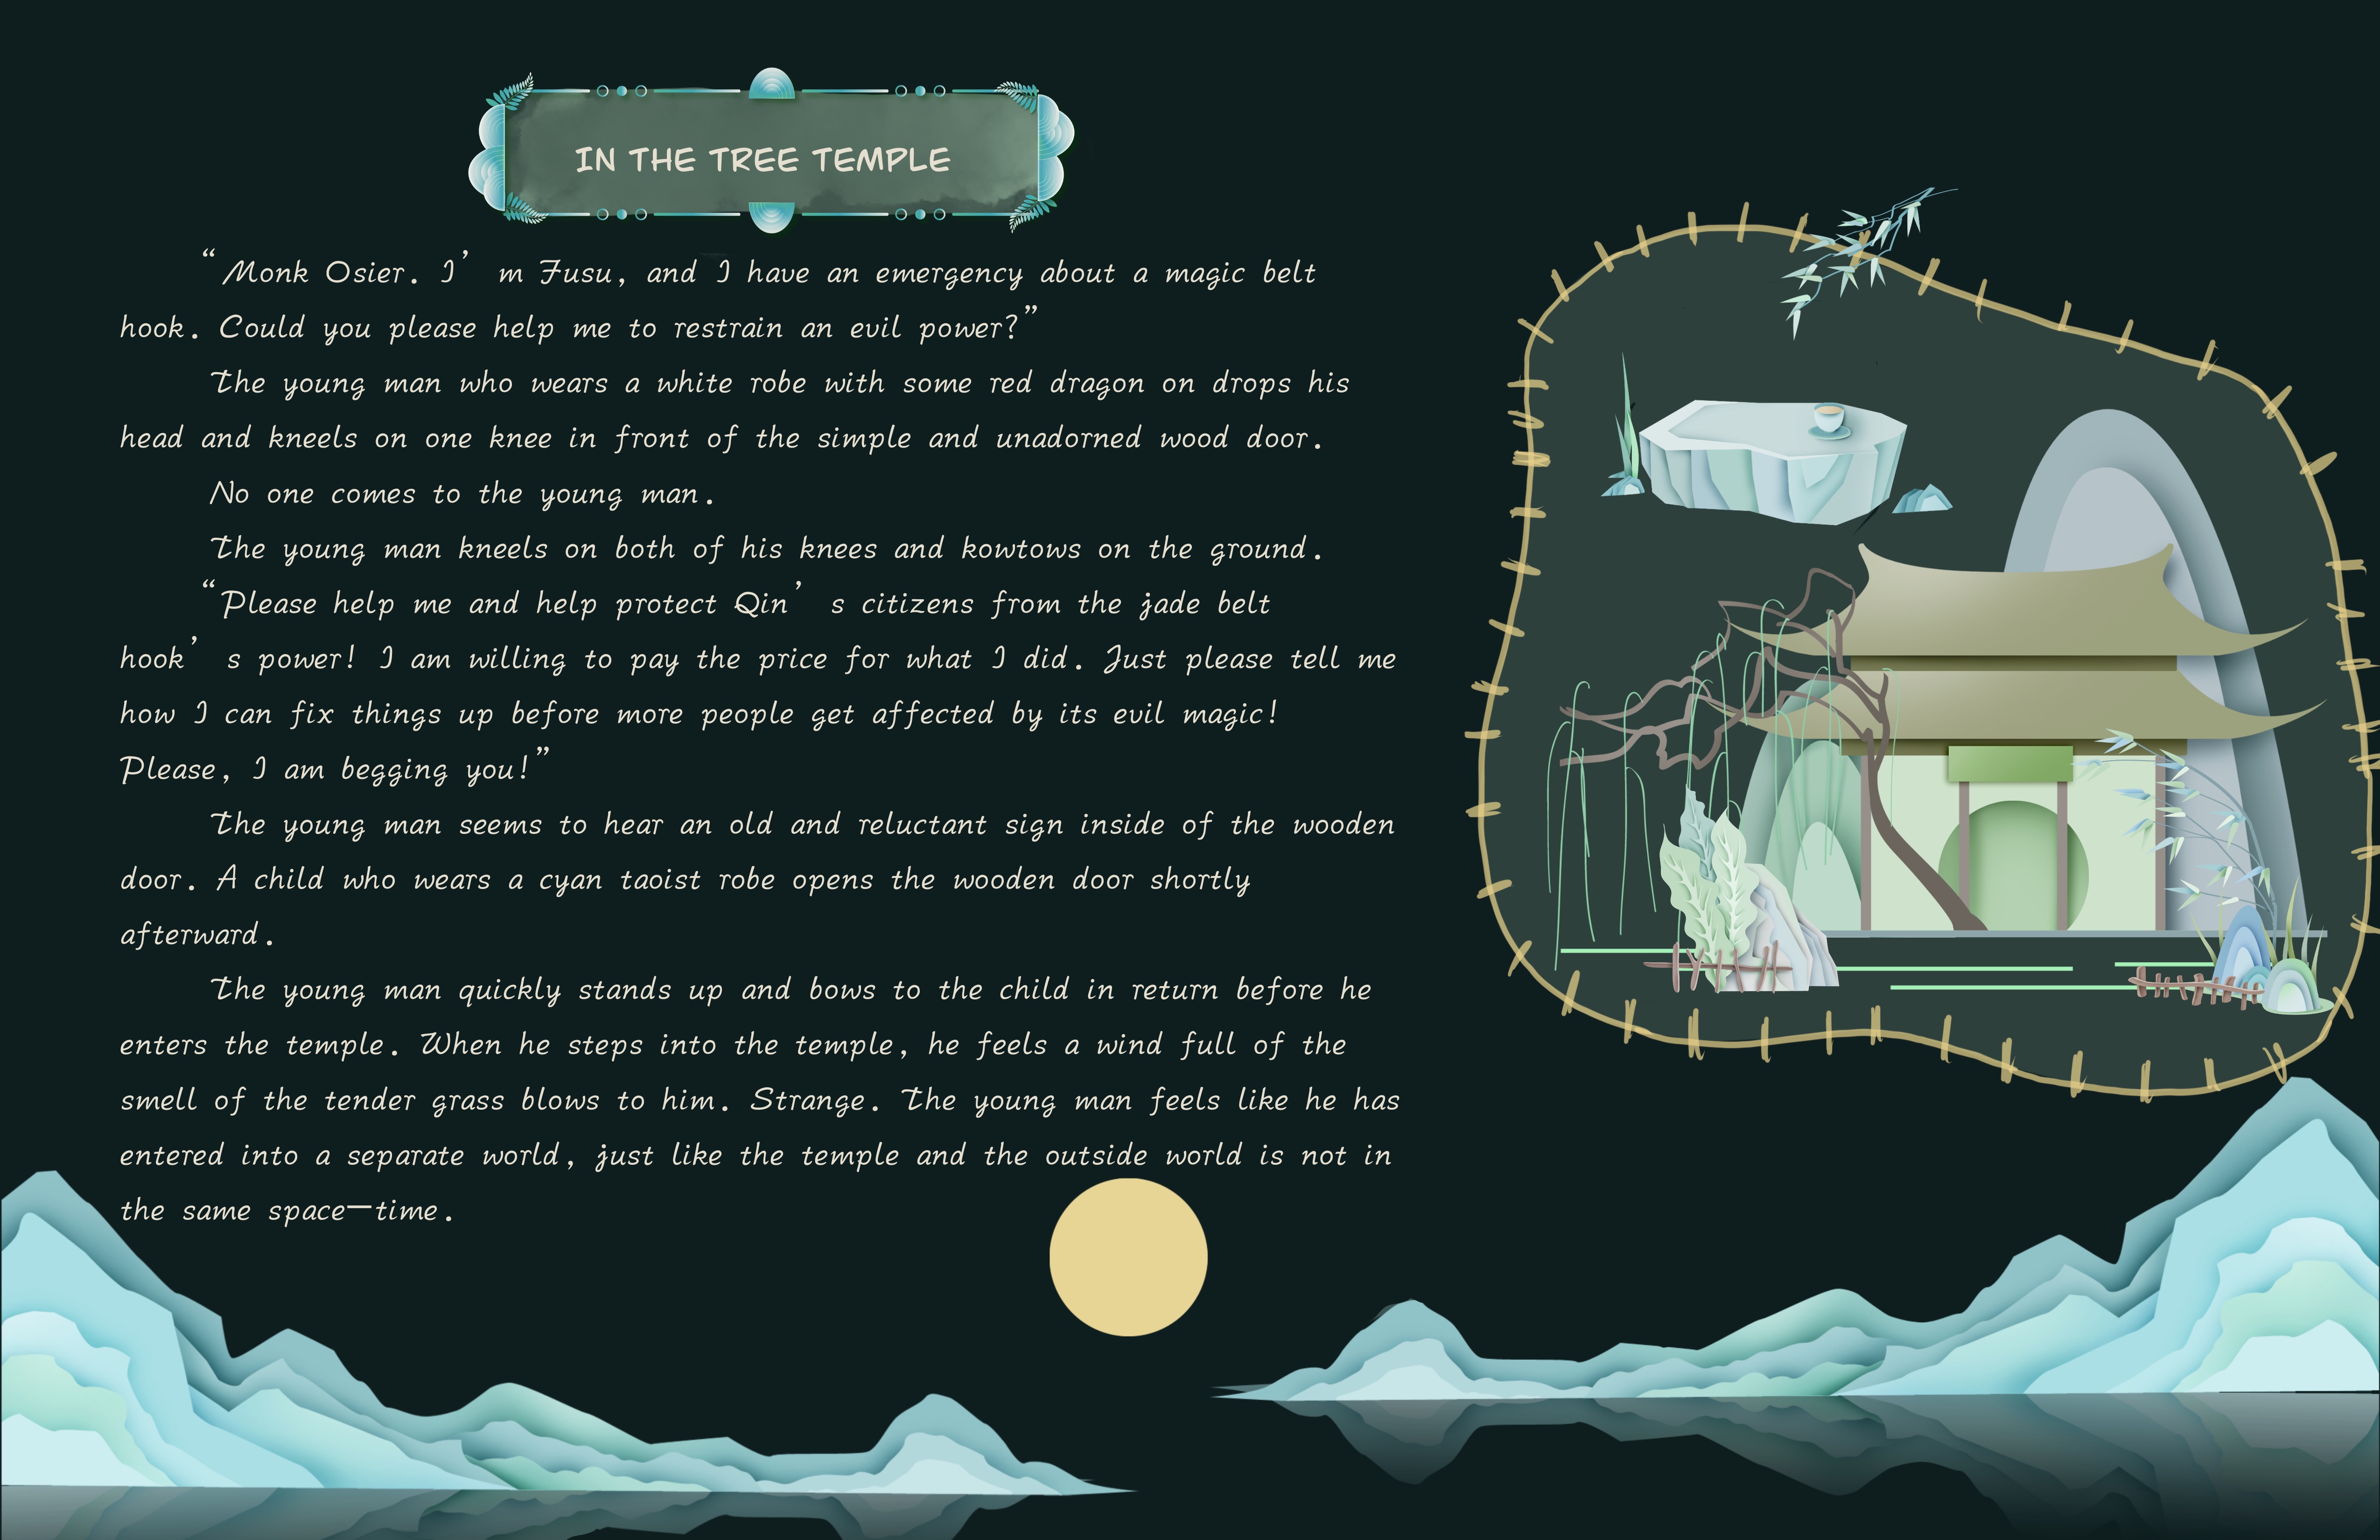 IN THE TREE TEMPLE
“Monk Osier. I’m Fusu, and I have an emergency about a magic belt
hook. Could you please help me to restrain an evil power?”
The young man who wears a white robe with some red dragon on drops his
head and kneels on one knee in front of the simple and unadorned wood door.
No one comes to the young man.
The young man kneels on both of his knees and kowtows on the ground.
“Please help me and help protect Qin’s citizens from the jade belt
hook’s power! I am willing to pay the price for what I did. Just please tell me
how I can fix things up before more people get affected by its evil magic!
Please, I am begging you!”
The young man seems to hear an old and reluctant sign inside of the wooden
door. A child who wears a cyan taoist robe opens the wooden door shortly
afterward.
The young man quickly stands up and bows to the child in return before he
enters the temple. When he steps into the temple, he feels a wind full of the
smell of the tender grass blows to him. Strange. The young man feels like he has
entered into a separate world, just like the temple and the outside world is not in
the same space—time.